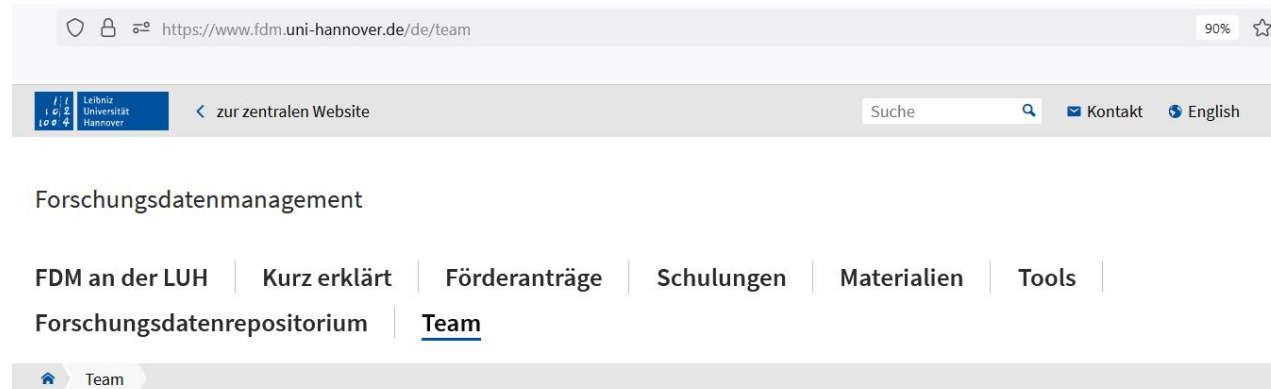 https://www.fdm.uni-hannover.de/de/team 90%
Leibniz
Universität
Hannover
zur zentralen Website
Suche
Kontakt
English
Forschungsdatenmanagement
FDM an der LUH
Kurz erklärt
Förderanträge
Schulungen
Materialien
Tools
Forschungsdatenrepositorium
Team
Team